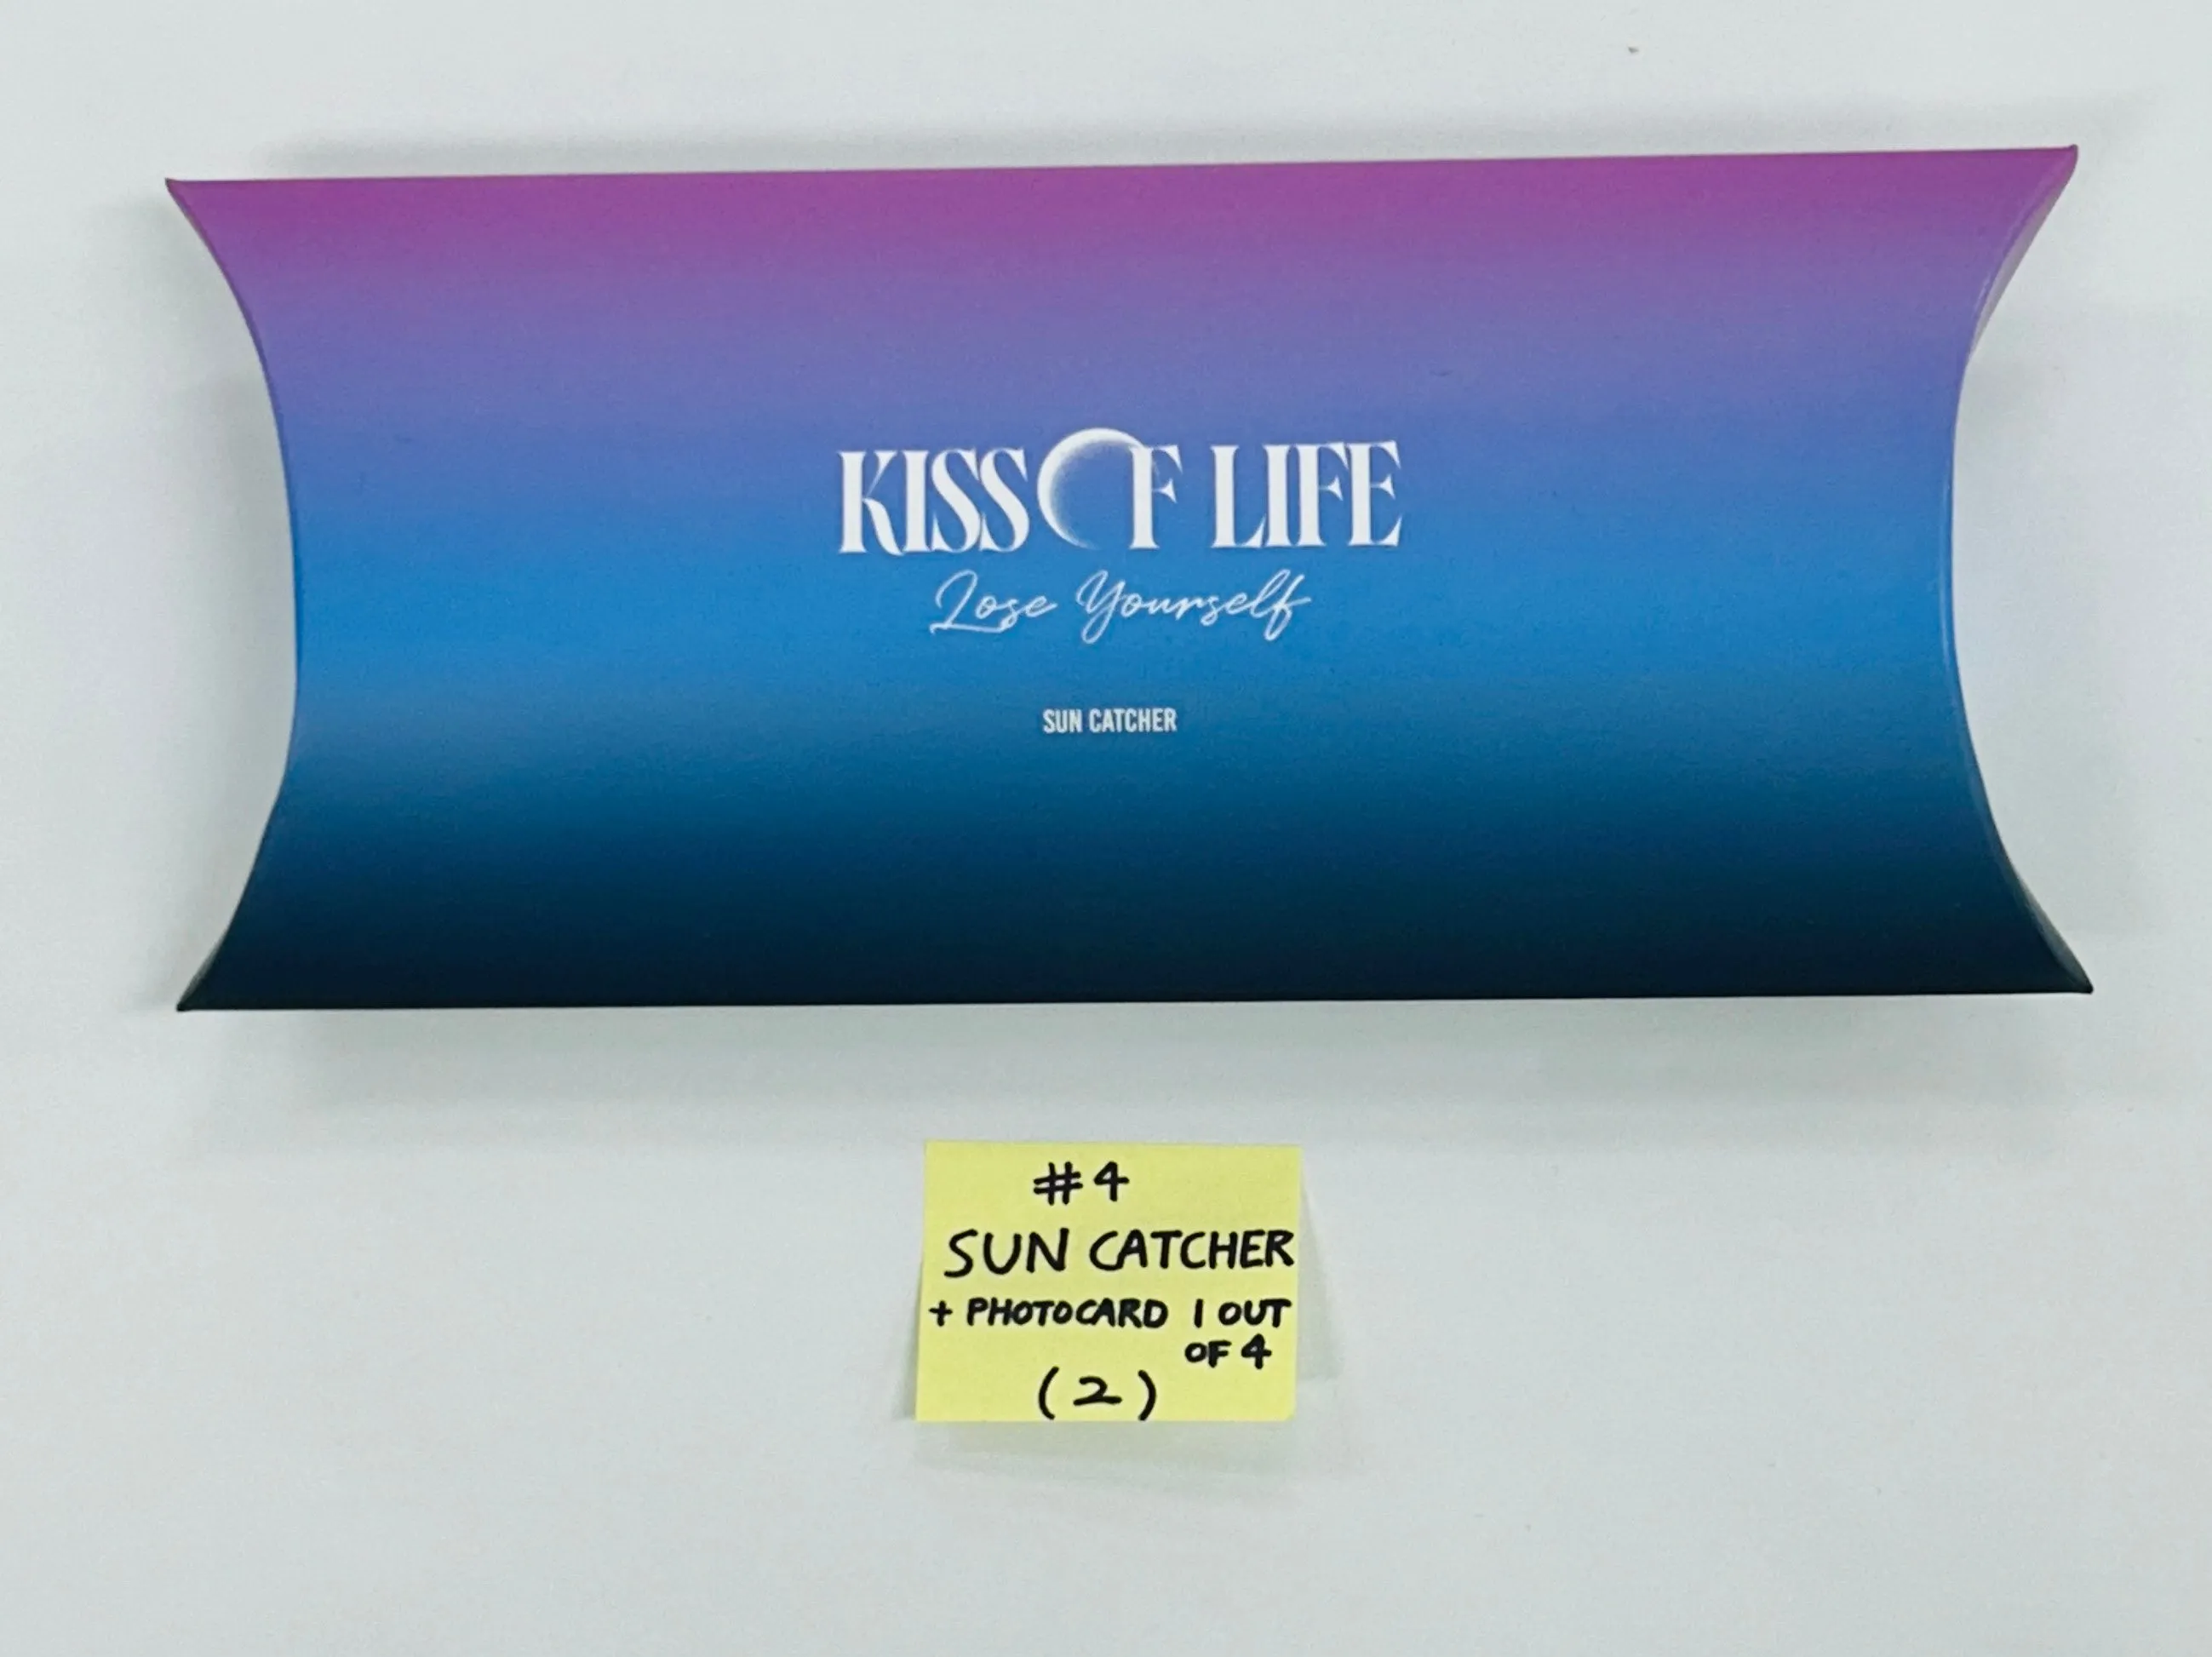 KISS OF LIFE
Lose Yourself
SUN CATCHER
#4
SUN CATCHER
+ PHOTOCARD 1 OUT
OF 4
(2)